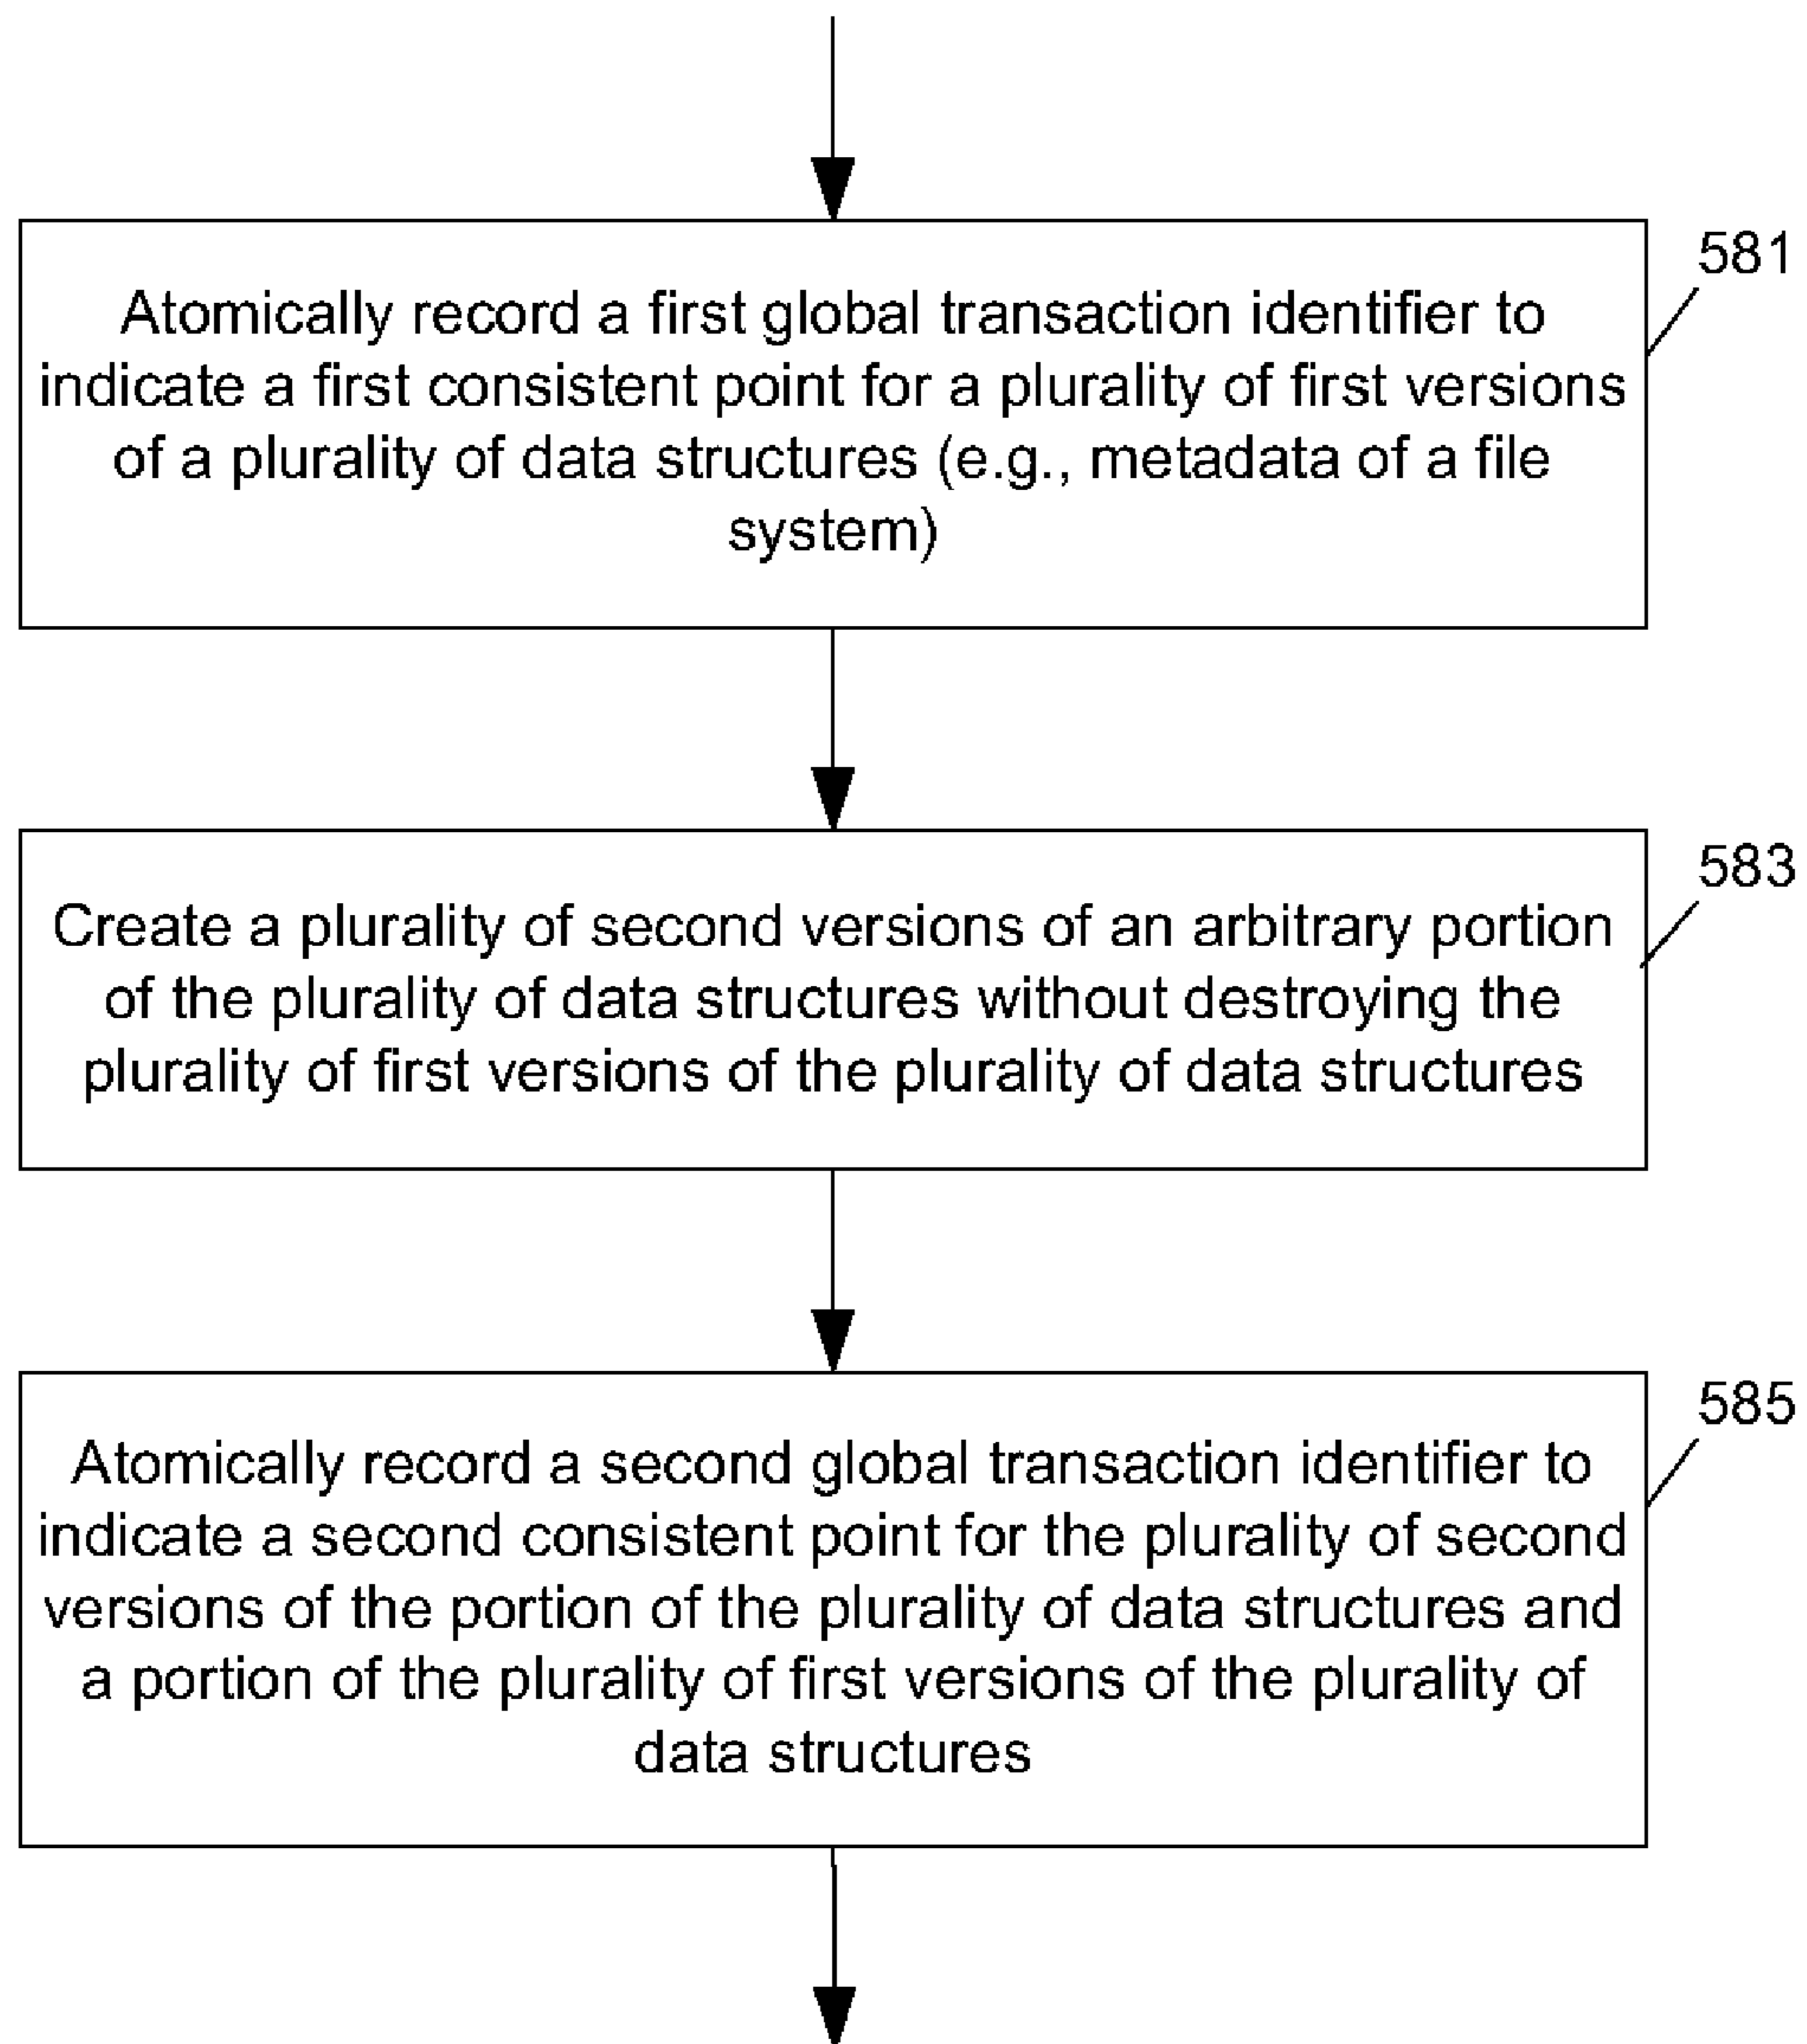 581
Atomically record a first global transaction identifier to
indicate a first consistent point for a plurality of first versions
of a plurality of data structures (e.g., metadata of a file
system)
583
Create a plurality of second versions of an arbitrary portion
of the plurality of data structures without destroying the
plurality of first versions of the plurality of data structures
585
Atomically record a second global transaction identifier to
indicate a second consistent point for the plurality of second
versions of the portion of the plurality of data structures and
a portion of the plurality of first versions of the plurality of
data structures